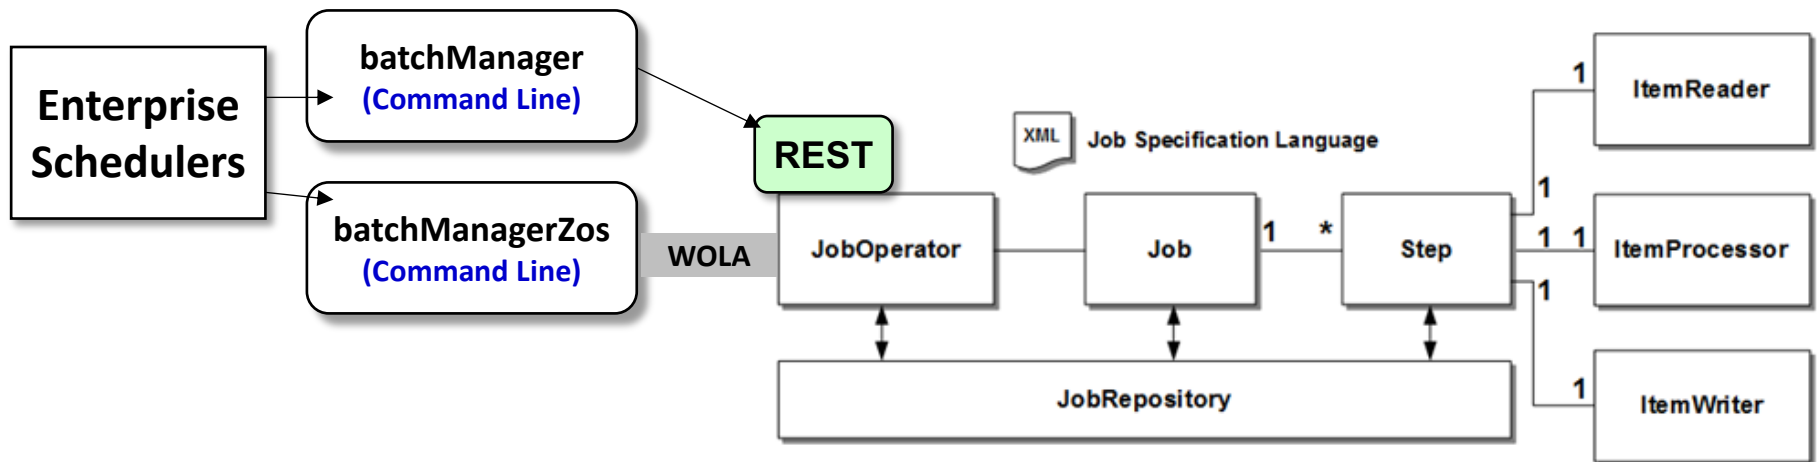 Enterprise
Schedulers
batchManager
(Command Line)
batchManagerZos
(Command Line)
REST
WOLA
XML
Job Specification Language
JobOperator
Job
1
*
Step
1
1
1
1
1
1
ItemReader
ItemProcessor
ItemWriter
JobRepository